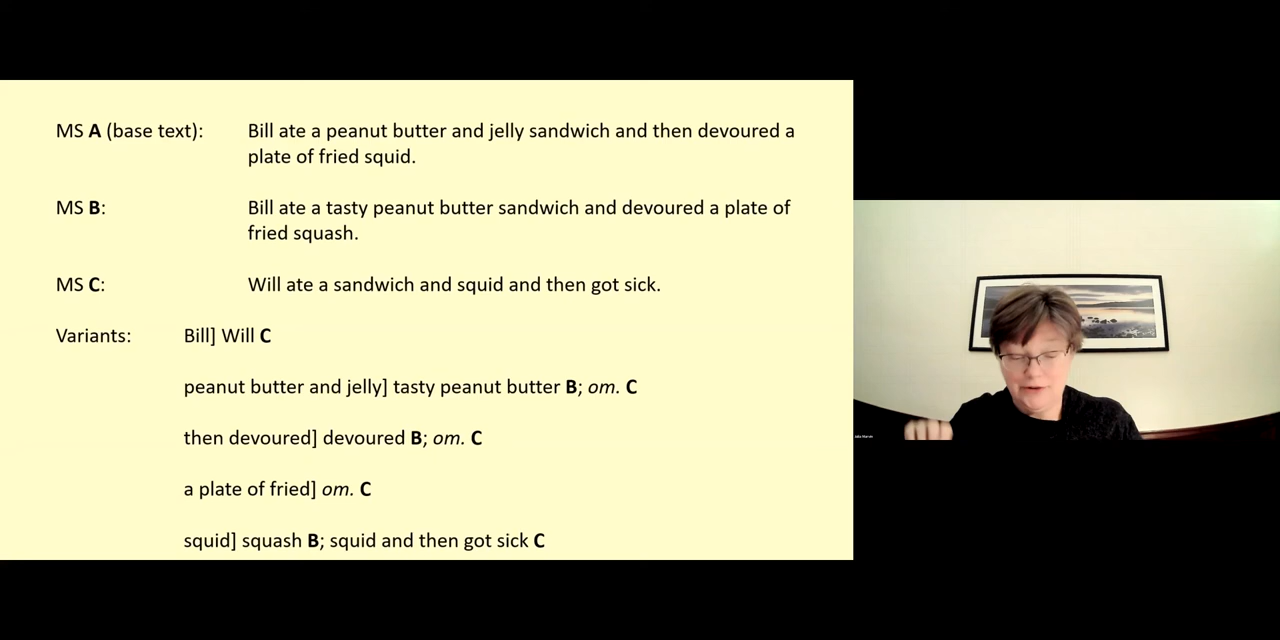 MS A (base text): Bill ate a peanut butter and jelly sandwich and then devoured a
plate of fried squid.
MS B: Bill ate a tasty peanut butter sandwich and devoured a plate of
fried squash.
MS C: Will ate a sandwich and squid and then got sick.
Variants: Bill] Will C
peanut butter and jelly] tasty peanut butter B; om. C
then devoured] devoured B; om. C
a plate of fried] om. C
squid] squash B; squid and then got sick C